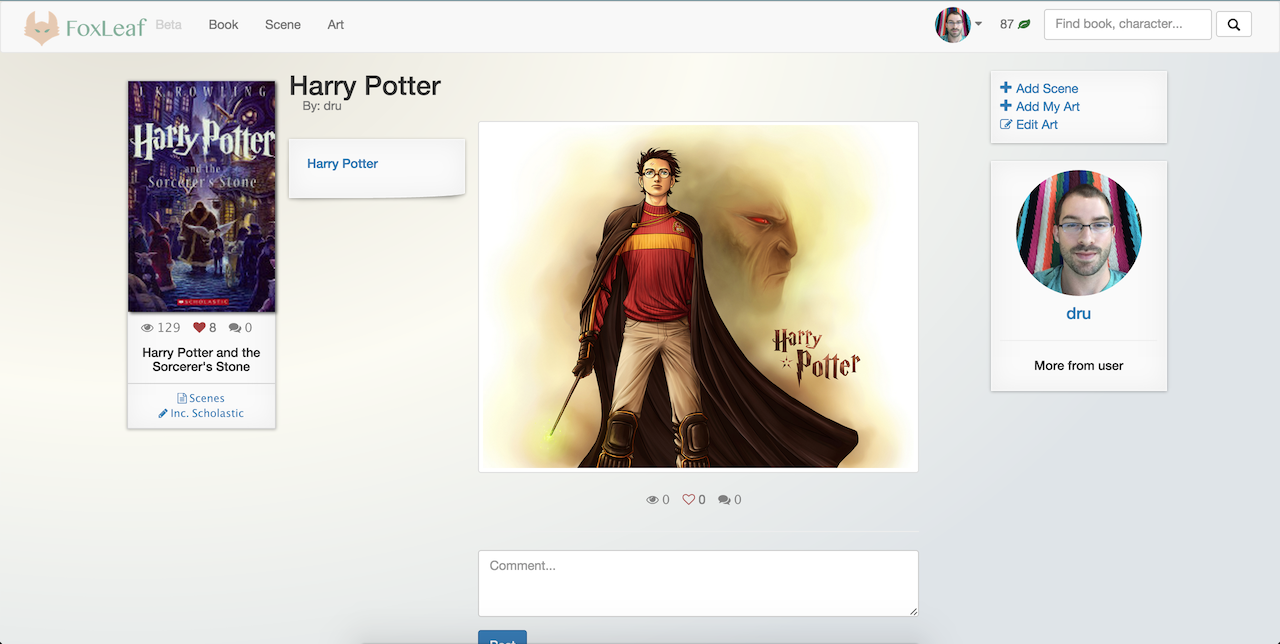 FoxLeaf Beta Book Scene Art 87 Find book, character...
Harry Potter
By: dru
J.K. ROWLING
Harry Potter
and the
Sorcerer's Stone
SCHOLASTIC
129 8 0
Harry Potter and the
Sorcerer's Stone
Scenes
Inc. Scholastic
Harry Potter
Harry
Potter
0 0 0
Comment...
Post
Add Scene
Add My Art
Edit Art
dru
More from user